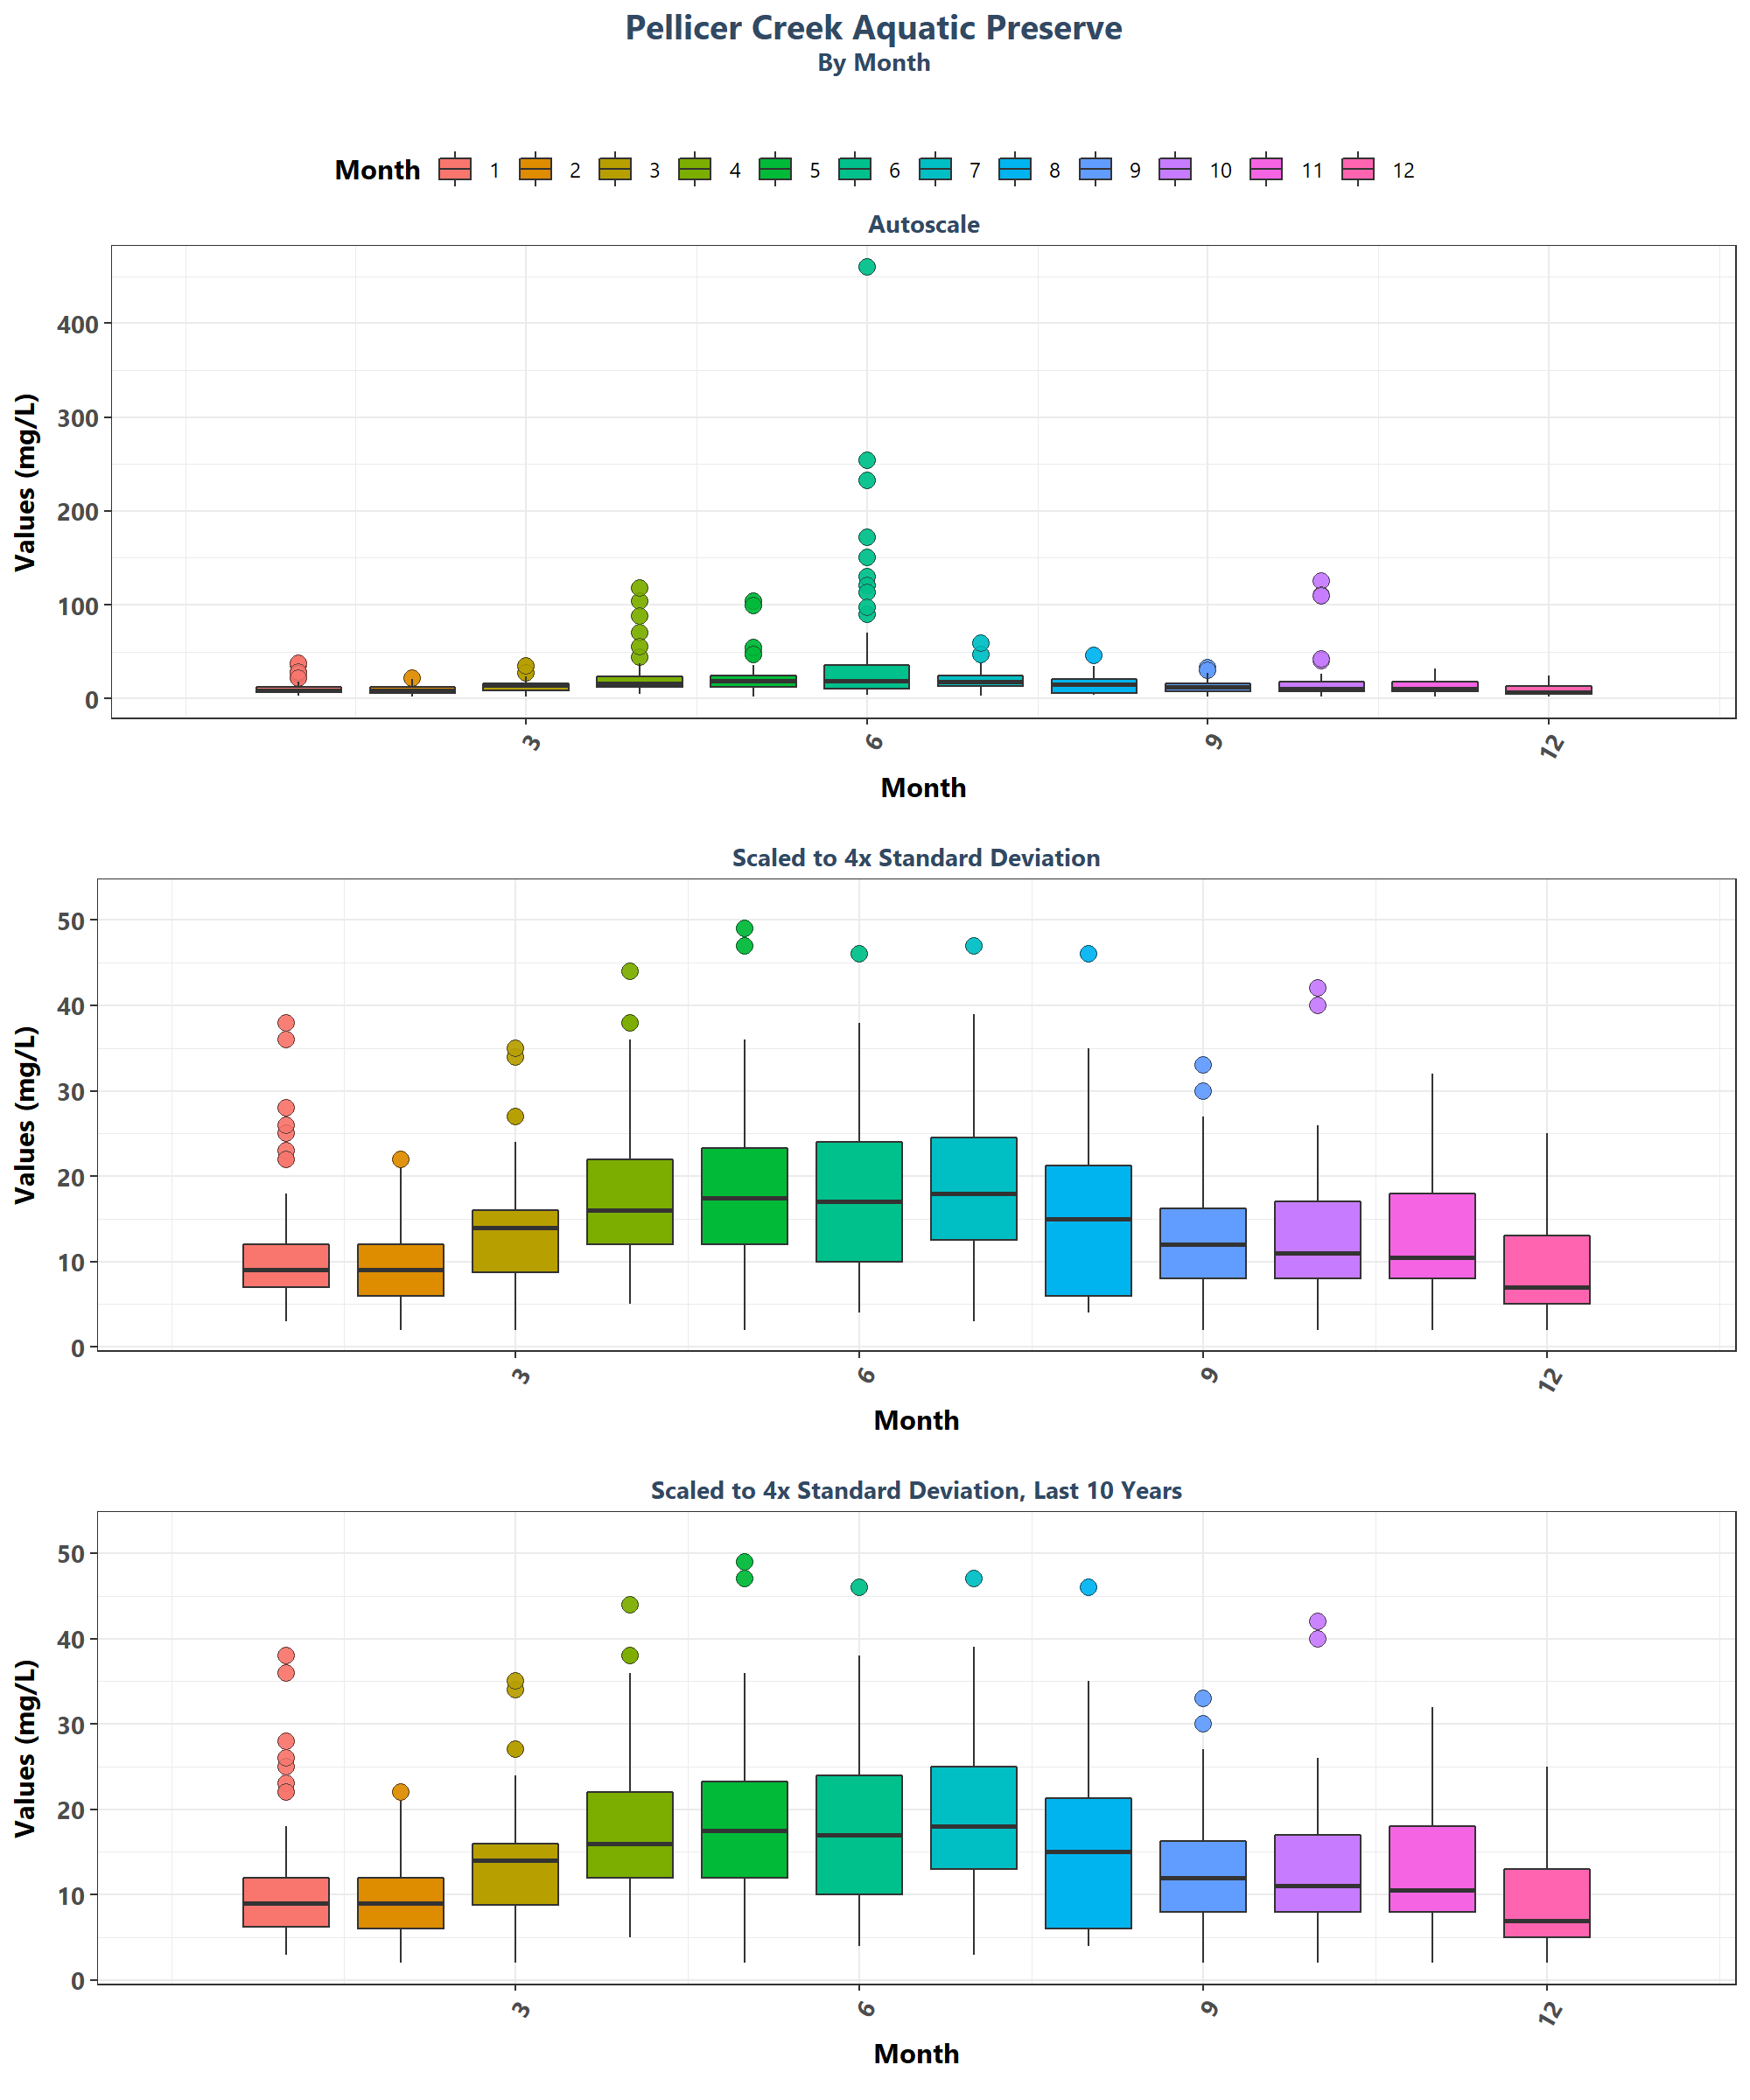 Pellicer Creek Aquatic Preserve
By Month
Month 1 2 3 4 5 6 7 8 9 10 11 12
Autoscale
Values (mg/L)
400
300
200
100
0
3 6 9 12
Month
Scaled to 4x Standard Deviation
Values (mg/L)
50
40
30
20
10
0
3 6 9 12
Month
Scaled to 4x Standard Deviation, Last 10 Years
Values (mg/L)
50
40
30
20
10
0
3 6 9 12
Month